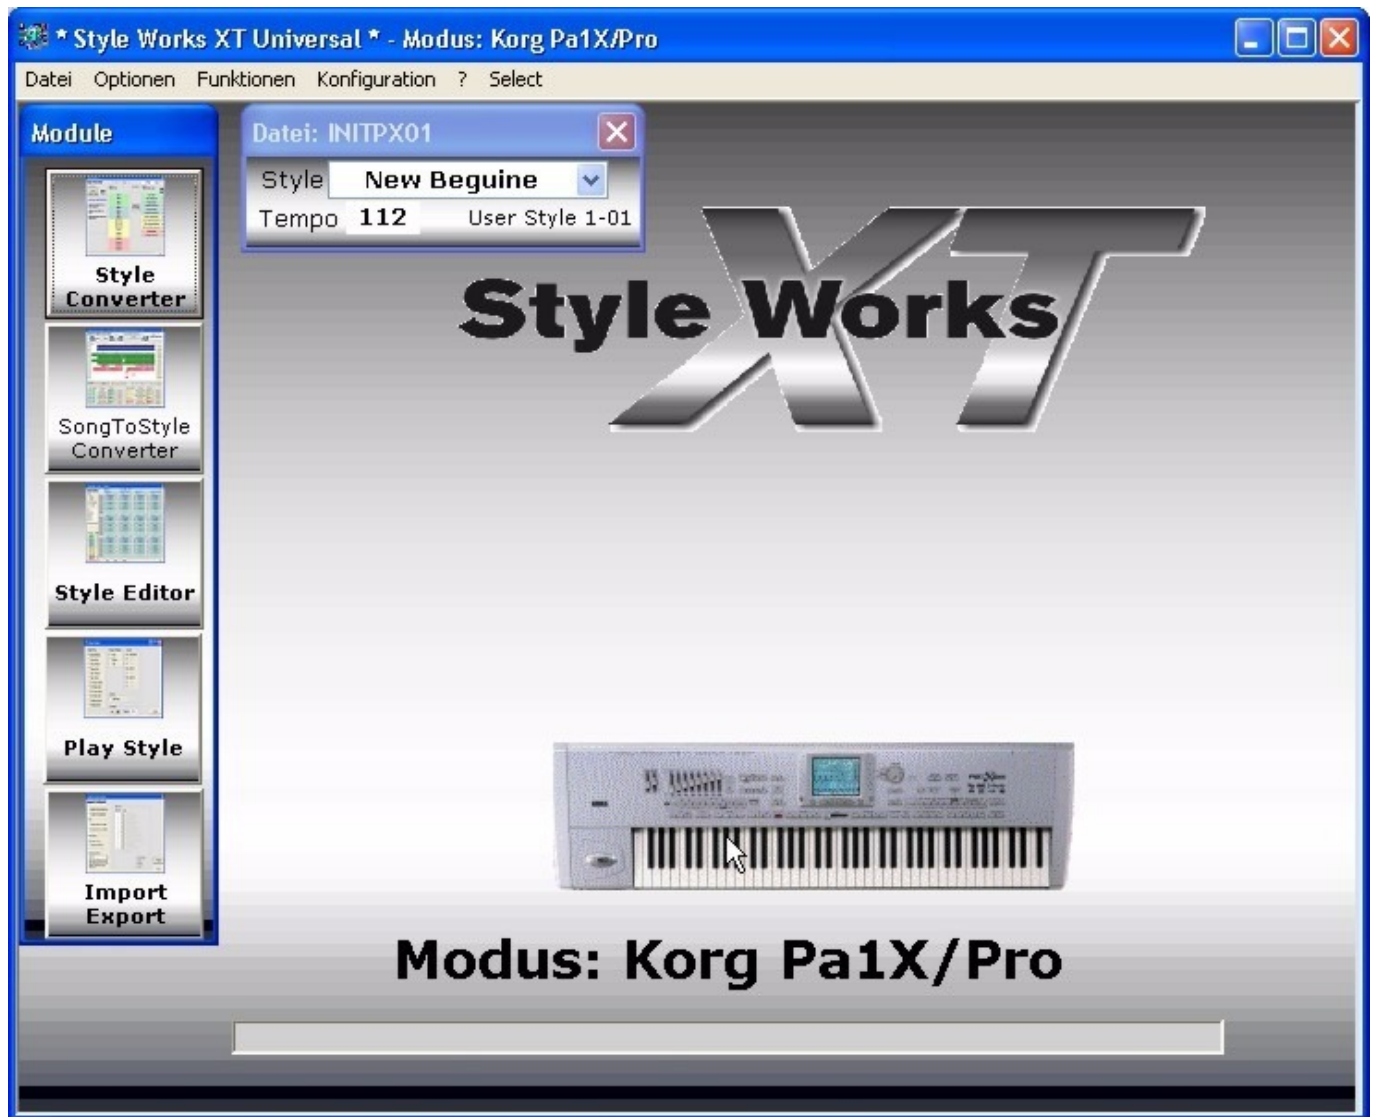 * Style Works XT Universal * - Modus: Korg Pa1X/Pro
Datei Optionen Funktionen Konfiguration ? Select
Module
Datei: INITPX01
Style New Beguine
Tempo 112 User Style 1-01
Style
Converter
SongToStyle
Converter
Style Editor
Play Style
Import
Export
XT
Style Works
Modus: Korg Pa1X/Pro